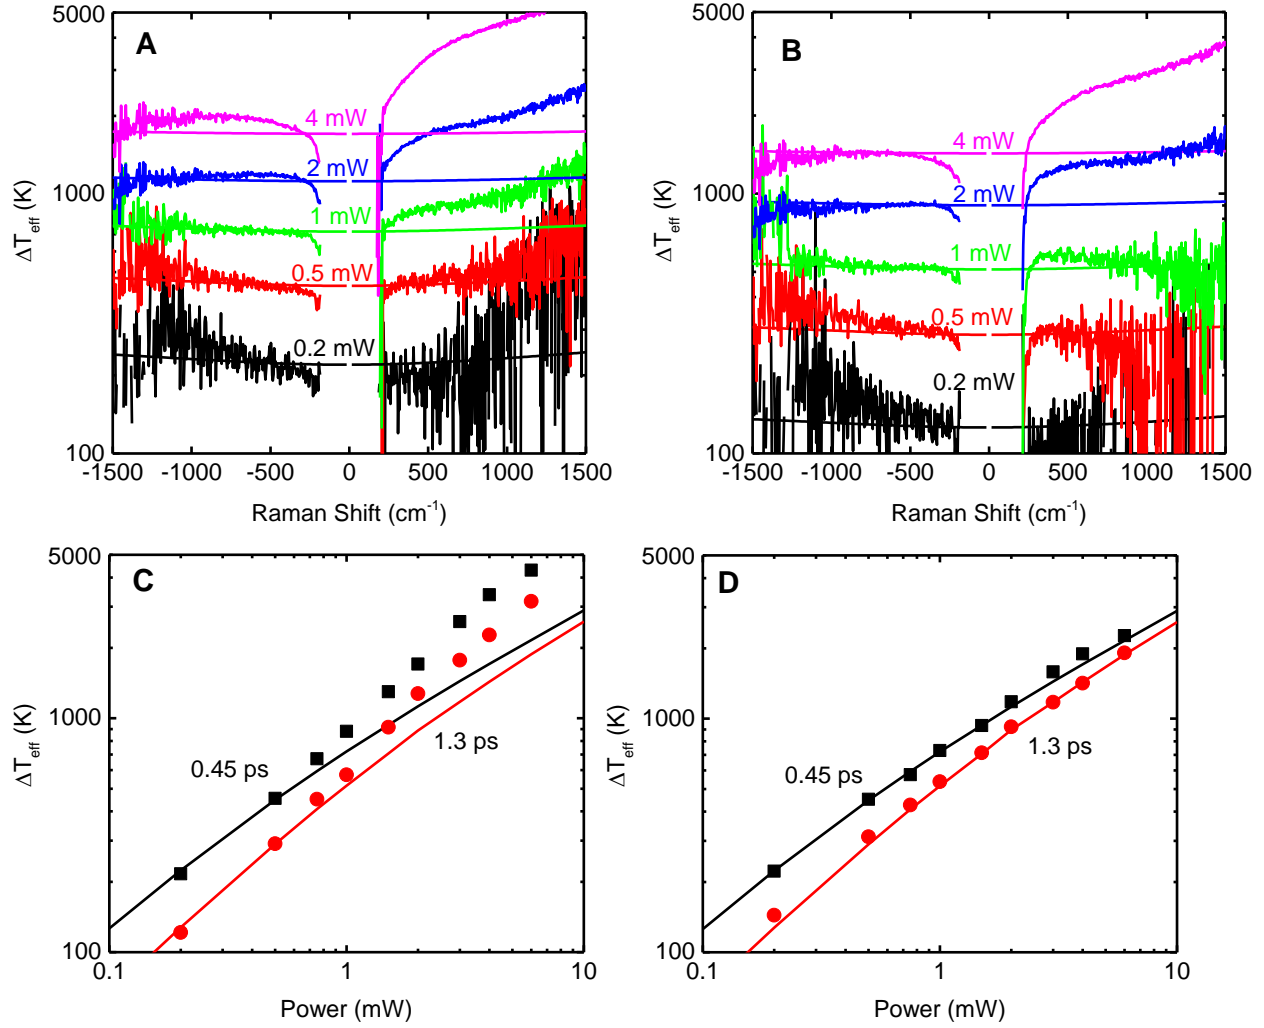 A
5000
1000
100
ΔT_eff (K)
4 mW
2 mW
1 mW
0.5 mW
0.2 mW
-1500 -1000 -500 0 500 1000 1500
Raman Shift (cm⁻¹)
B
5000
1000
100
ΔT_eff (K)
4 mW
2 mW
1 mW
0.5 mW
0.2 mW
-1500 -1000 -500 0 500 1000 1500
Raman Shift (cm⁻¹)
C
5000
1000
100
ΔT_eff (K)
0.45 ps
1.3 ps
0.1 1 10
Power (mW)
D
5000
1000
100
ΔT_eff (K)
0.45 ps
1.3 ps
0.1 1 10
Power (mW)